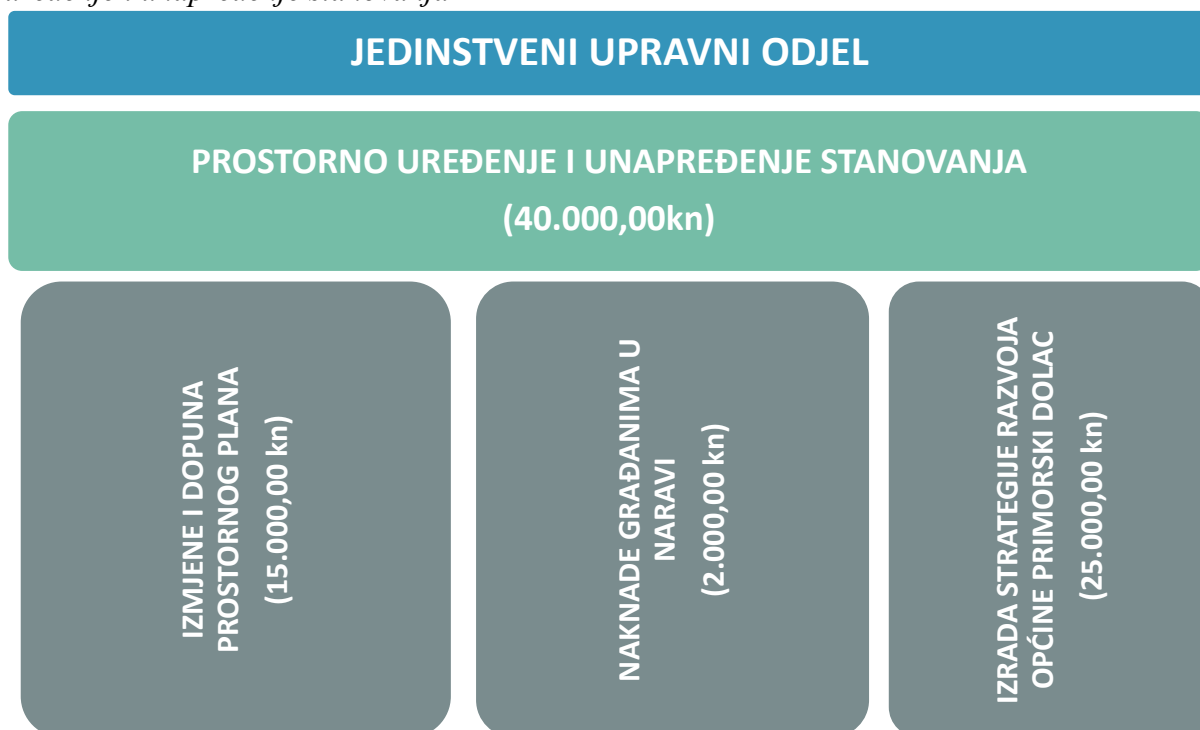 JEDINSTVENI UPRAVNI ODJEL
PROSTORNO UREĐENJE I UNAPREĐENJE STANOVANJA
(40.000,00kn)
IZMJENE I DOPUNA
PROSTORNOG PLANA
(15.000,00 kn)
NAKNADE GRAĐANIMA U
NARAVI
(2.000,00 kn)
IZRADA STRATEGIJE RAZVOJA
OPĆINE PRIMORSKI DOLAC
(25.000,00 kn)